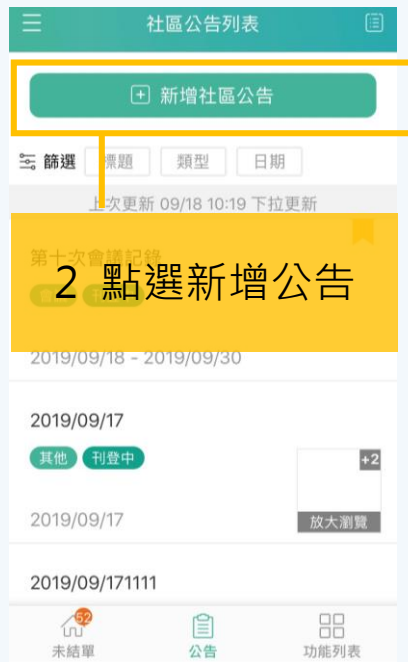 社區公告列表
新增社區公告
篩選 標題 類型 日期
上次更新 09/18 10:19 下拉更新
第十次會議記錄
2 點選新增公告
2019/09/18 - 2019/09/30
2019/09/17
其他 刊登中
+2
2019/09/17
放大瀏覽
2019/09/171111
52
未結單 公告 功能列表